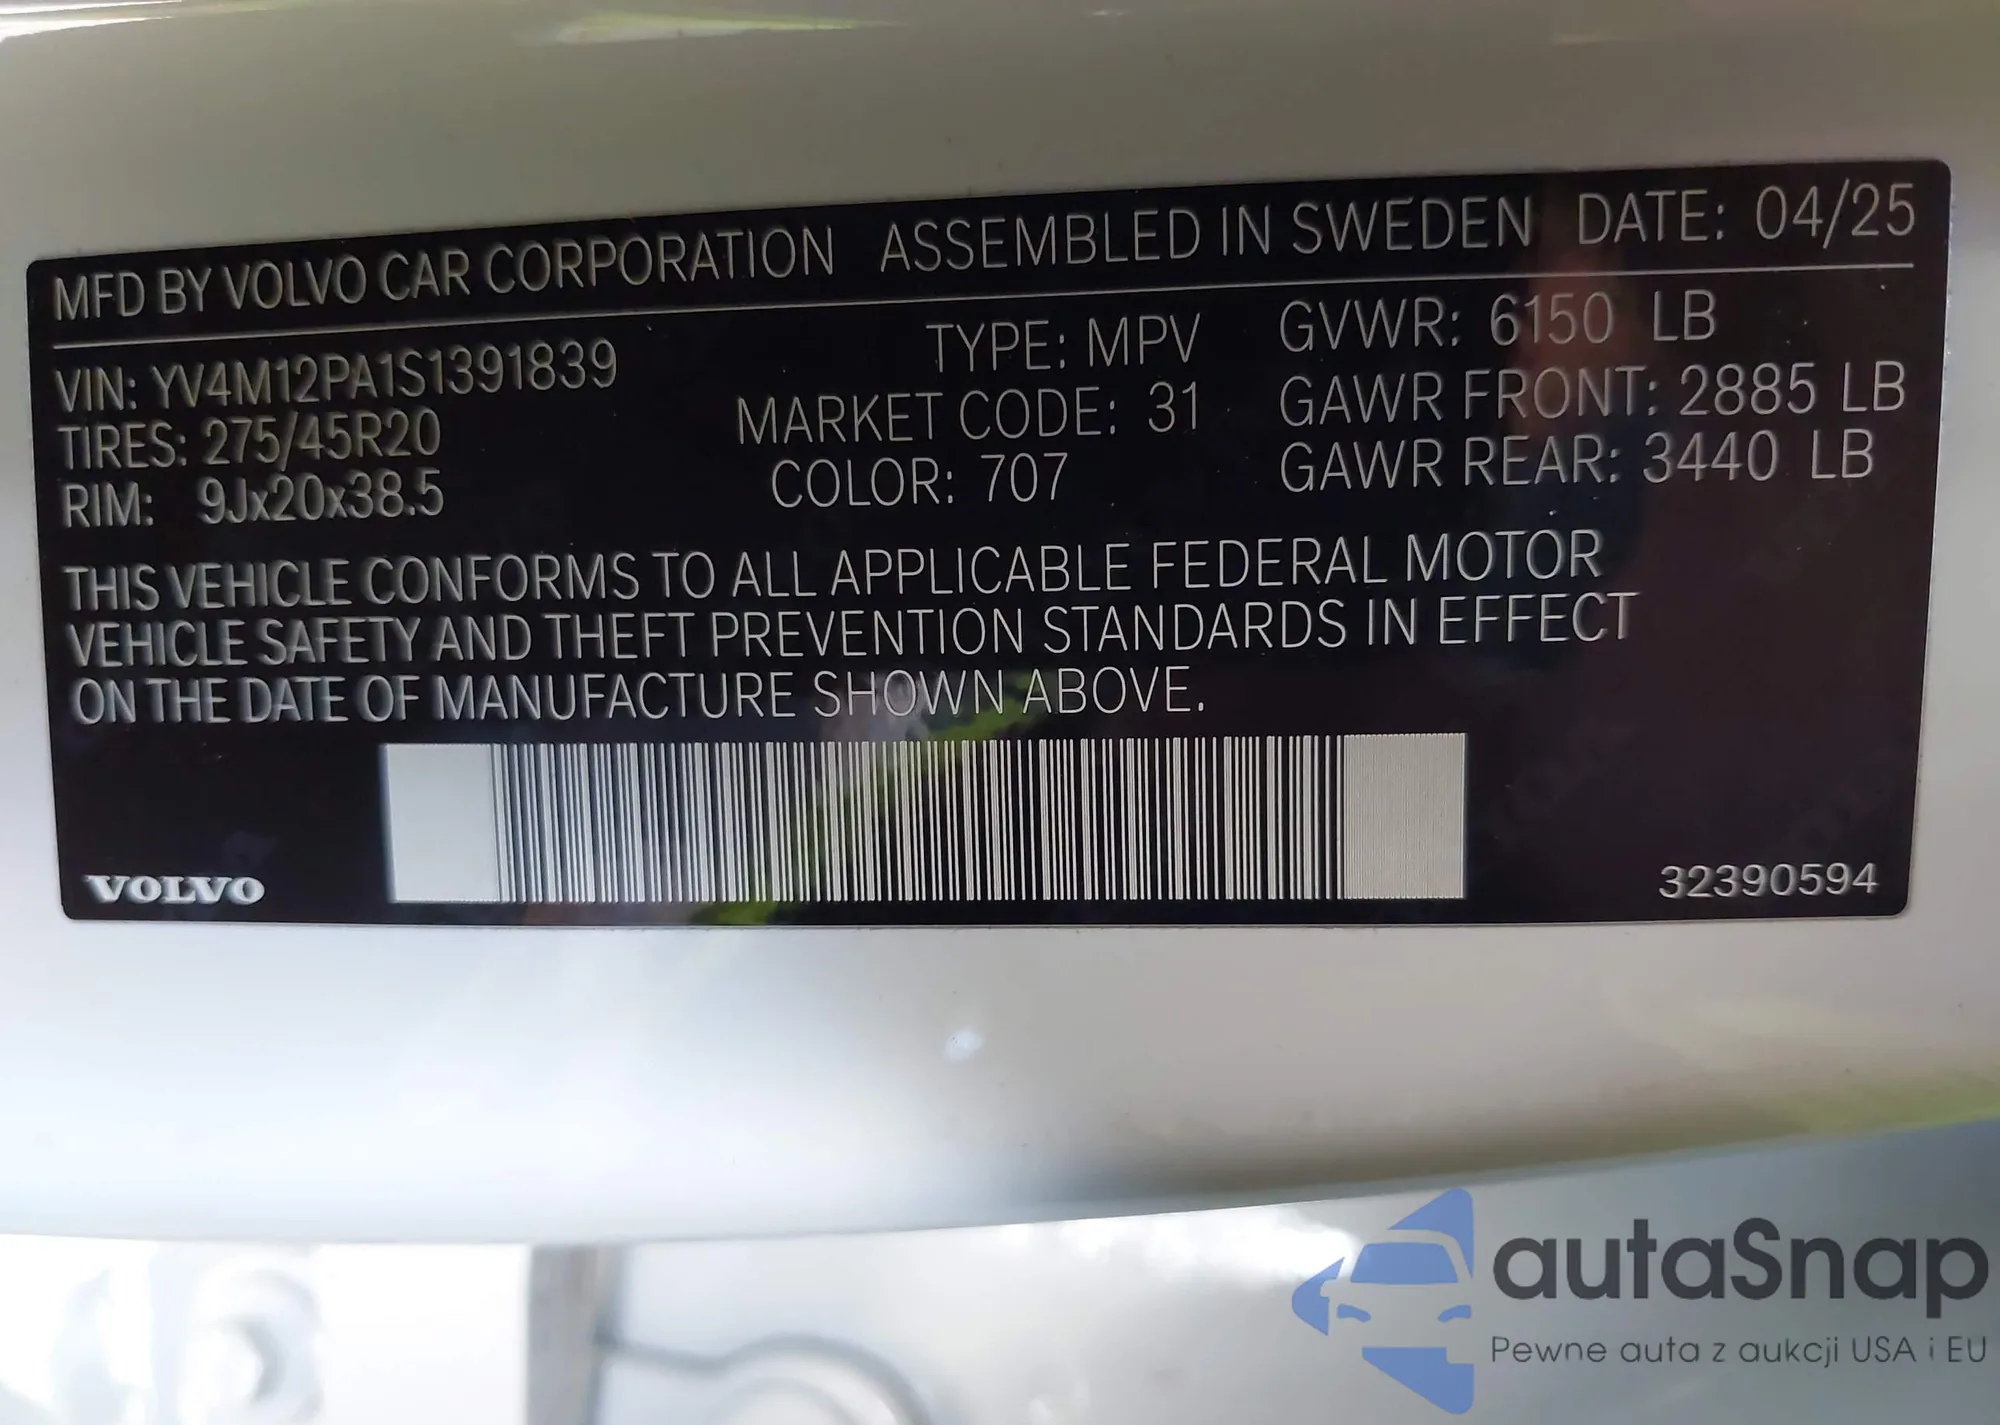 MFD BY VOLVO CAR CORPORATION ASSEMBLED IN SWEDEN DATE: 04/25
VIN: YV4M12PA1S1391839 TYPE: MPV GVWR: 6150 LB
TIRES: 275/45R20 MARKET CODE: 31 GAWR FRONT: 2885 LB
RIM: 9Jx20x38.5 COLOR: 707 GAWR REAR: 3440 LB
THIS VEHICLE CONFORMS TO ALL APPLICABLE FEDERAL MOTOR
VEHICLE SAFETY AND THEFT PREVENTION STANDARDS IN EFFECT
ON THE DATE OF MANUFACTURE SHOWN ABOVE.
VOLVO 32390594
autaSnap
Pewne auta z aukcji USA i EU